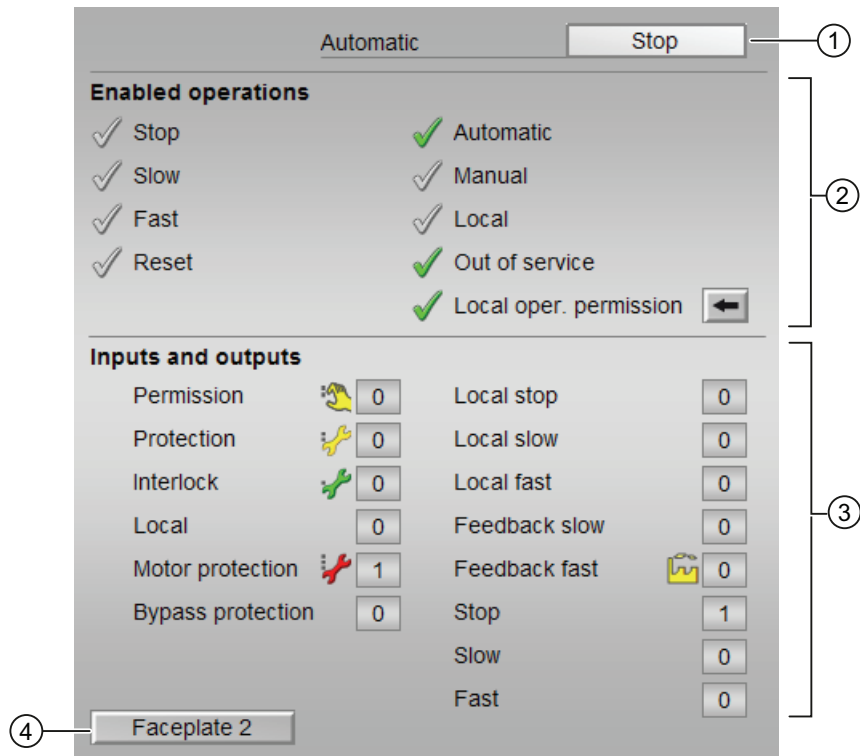 Automatic Stop 1
Enabled operations
Stop Automatic
Slow Manual
2
Fast Local
Reset Out of service
Local oper. permission
Inputs and outputs
Permission 0 Local stop 0
Protection 0 Local slow 0
Interlock 0 Local fast 0
3
Local 0 Feedback slow 0
Motor protection 1 Feedback fast 0
Bypass protection 0 Stop 1
Slow 0
Fast 0
4 Faceplate 2